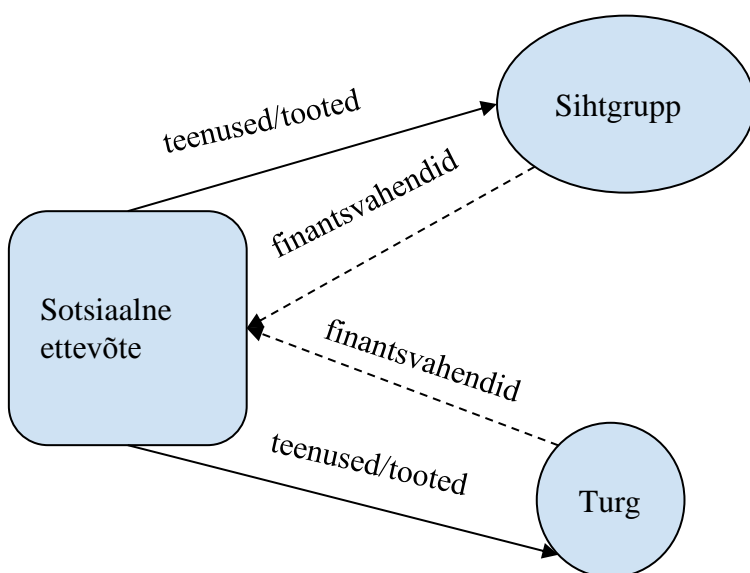 teenused/tooted
Sihtgrupp
finantsvahendid
Sotsiaalne
ettevõte
finantsvahendid
teenused/tooted
Turg